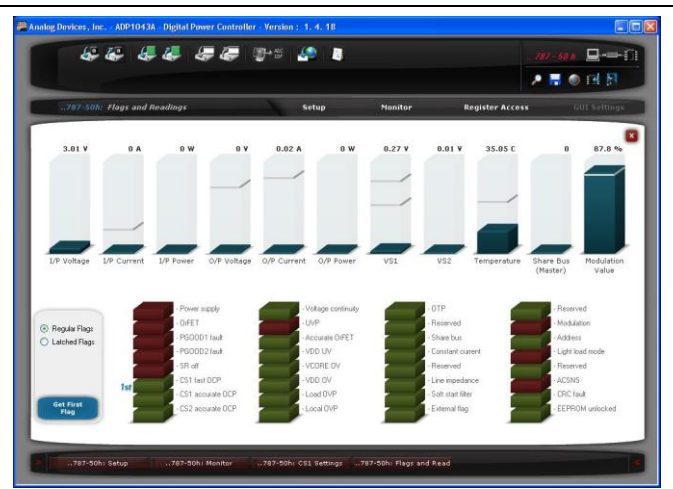 Analog Devices, Inc. - ADP1043A - Digital Power Controller - Version : 1. 4. 18
..787-50h
..787-50h: Flags and Readings Setup Monitor Register Access GUI Settings
3.01 V 0 A 0 W 0 V 0.02 A 0 W 0.27 V 0.01 V 35.05 C 0 87.8 %
I/P Voltage I/P Current I/P Power O/P Voltage O/P Current O/P Power VS1 VS2 Temperature Share Bus (Master) Modulation Value
Regular Flags
Latched Flags
Get First Flag
1st
- Power supply
- OrFET
- PGOOD1 fault
- PGOOD2 fault
- SR off
- CS1 fast OCP
- CS1 accurate OCP
- CS2 accurate OCP
- Voltage continuity
- UVP
- Accurate OrFET
- VDD UV
- VCORE OV
- VDD OV
- Load OVP
- Local OVP
- OTP
- Reserved
- Share bus
- Constant current
- Line impedance
- Soft start filter
- External flag
- Reserved
- Modulation
- Address
- Light load mode
- Reserved
- ACSNS
- CRC fault
- EEPROM unlocked
..787-50h: Setup ..787-50h: Monitor ..787-50h: CS1 Settings ..787-50h: Flags and Read